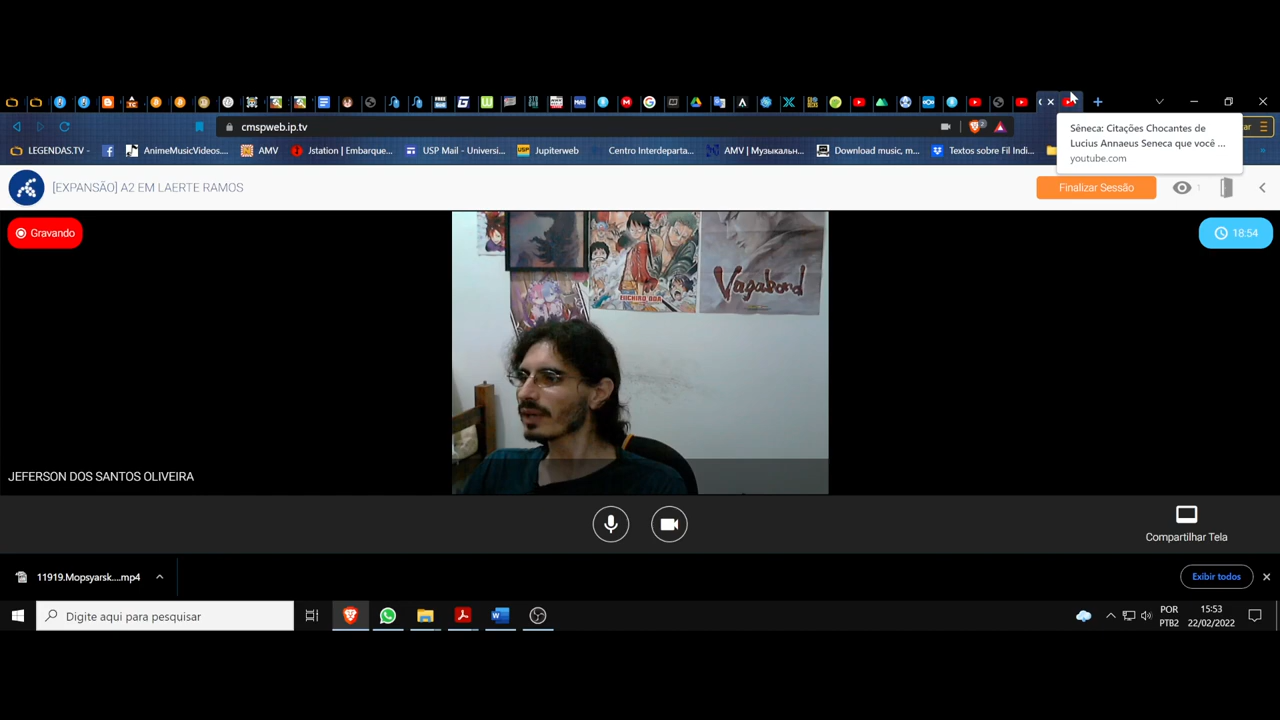 cmspweb.ip.tv
Sêneca: Citações Chocantes de
Lucius Annaeus Seneca que você ...
youtube.com
LEGENDAS.TV -
AnimeMusicVideos....
AMV
Jstation | Embarque...
USP Mail - Universi...
Jupiterweb
Centro Interdeparta...
AMV | Музыкальн...
Download music, m...
Textos sobre Fil Indi...
[EXPANSÃO] A2 EM LAERTE RAMOS
Finalizar Sessão
1
Gravando
18:54
EIICHIRO ODA
Vagabond
JEFERSON DOS SANTOS OLIVEIRA
Compartilhar Tela
11919.Mopsyarsk....mp4
Exibir todos
Digite aqui para pesquisar
POR
PTB2
15:53
22/02/2022